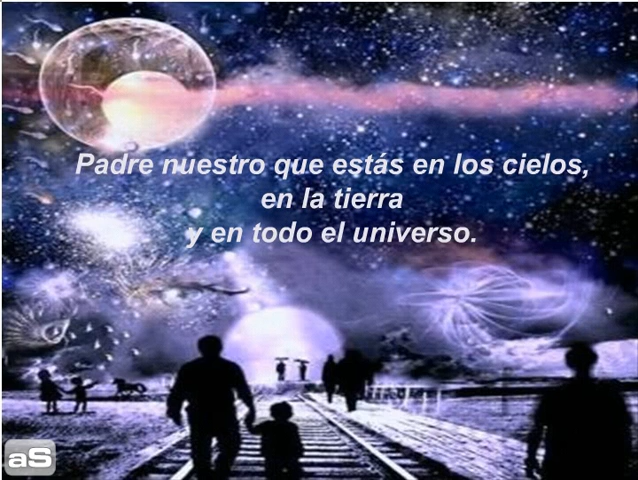 Padre nuestro que estás en los cielos,
en la tierra
y en todo el universo.
aS